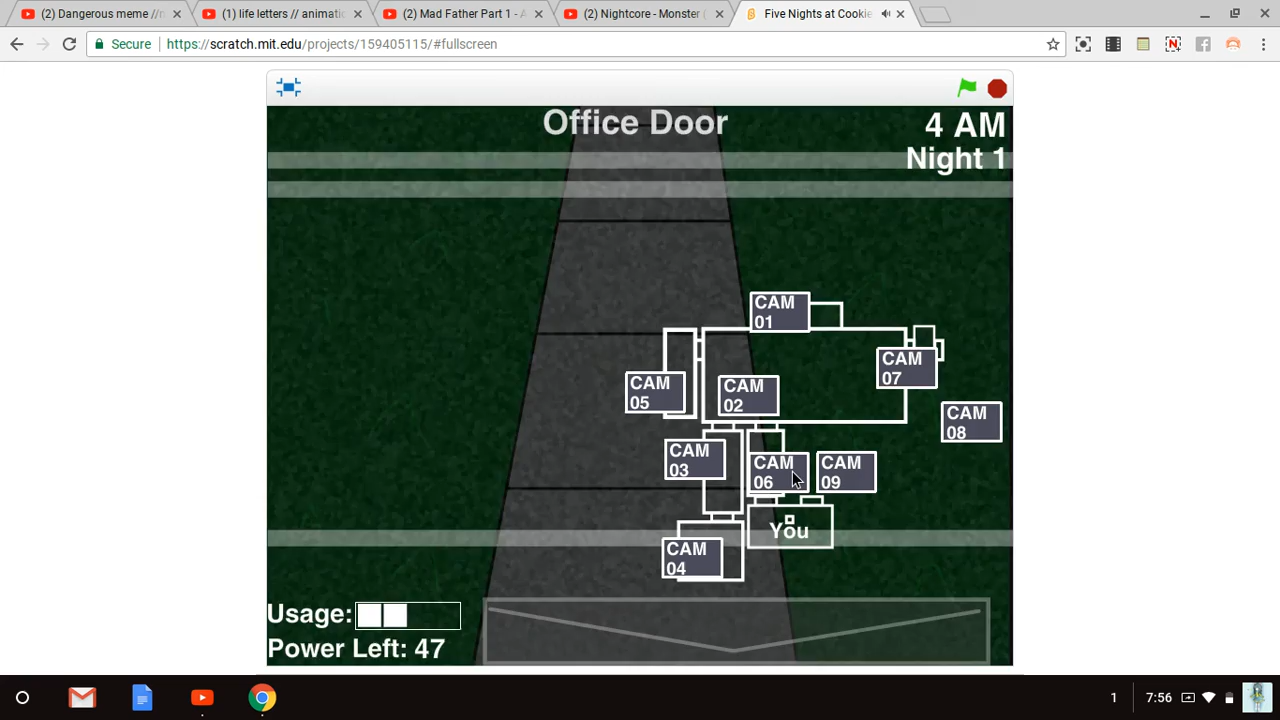 (2) Dangerous meme //n
(1) life letters // animatic
(2) Mad Father Part 1 - A
(2) Nightcore - Monster (
Five Nights at Cookie
Secure
https://scratch.mit.edu/projects/159405115/#fullscreen
Office Door
4 AM
Night 1
CAM 01
CAM 07
CAM 05
CAM 02
CAM 08
CAM 03
CAM 06
CAM 09
You
CAM 04
Usage:
Power Left: 47
1
7:56